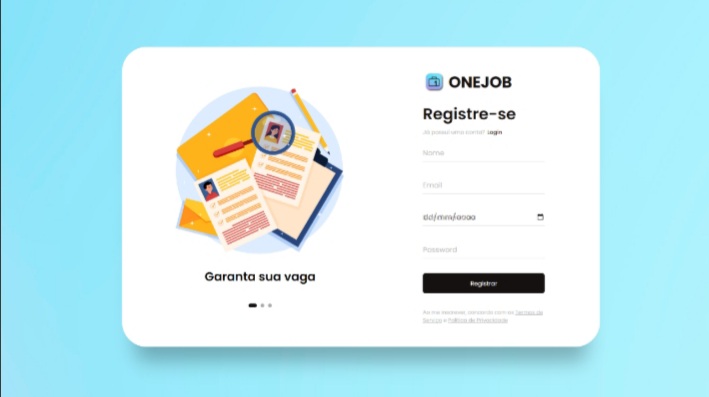 ONEJOB
Registre-se
Já possui uma conta? Login
Nome
Email
dd/mm/aaaa
Password
Garanta sua vaga
Registrar
Ao me inscrever, concordo com os Termos de
Serviço e Política de Privacidade